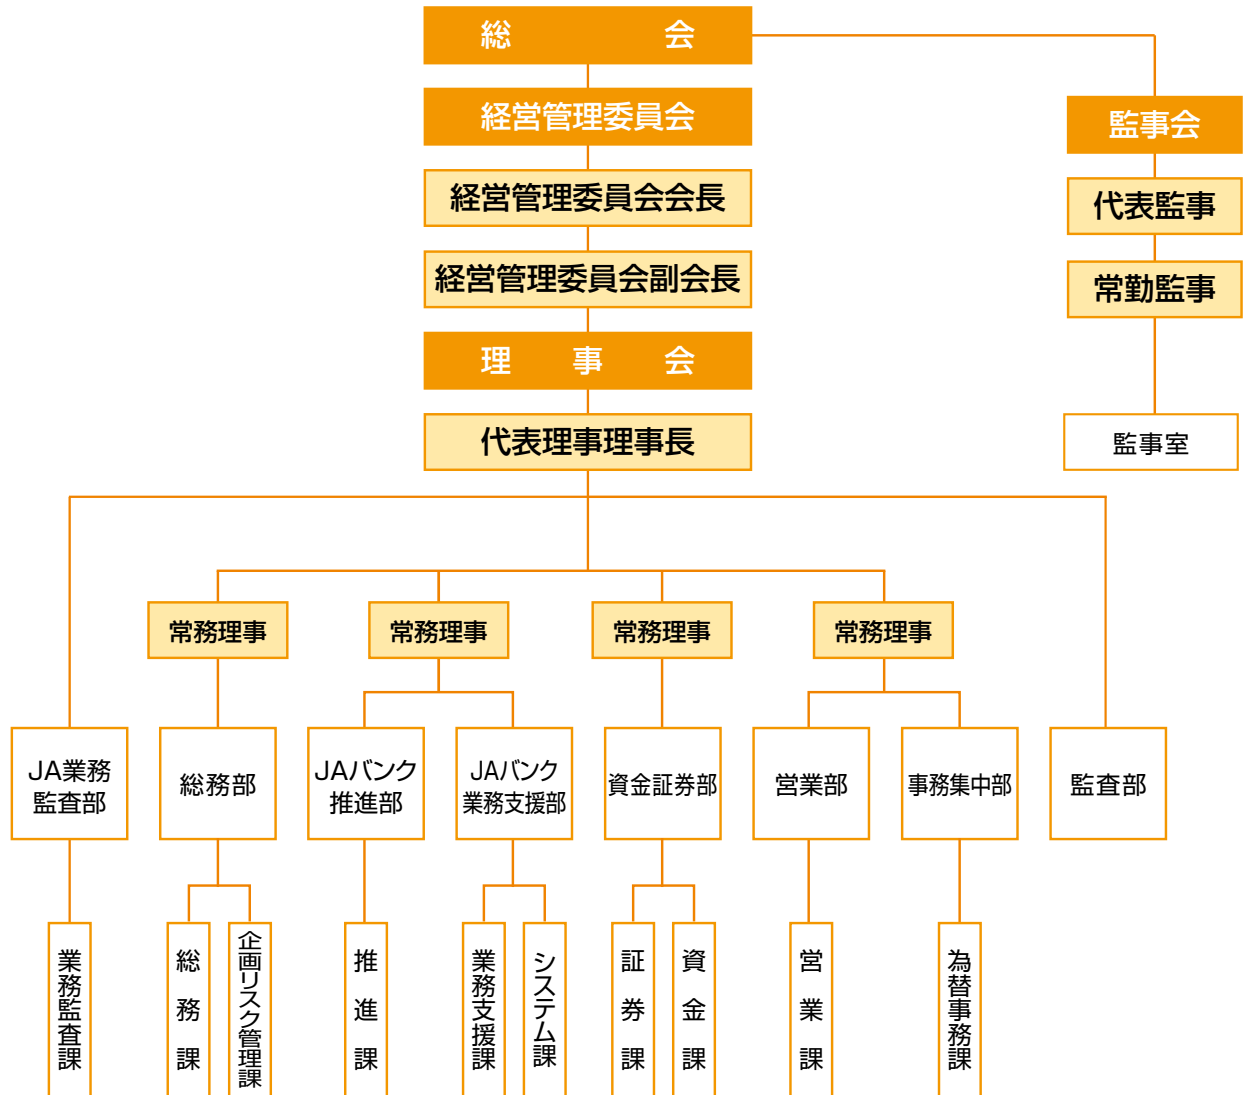 総会
経営管理委員会
監事会
経営管理委員会会長
代表監事
経営管理委員会副会長
常勤監事
理事会
代表理事理事長
監事室
常務理事
常務理事
常務理事
常務理事
JA業務
監査部
総務部
JAバンク
推進部
JAバンク
業務支援部
資金証券部
営業部
事務集中部
監査部
業務監査課
総務課
企画リスク管理課
推進課
業務支援課
システム課
証券課
資金課
営業課
為替事務課